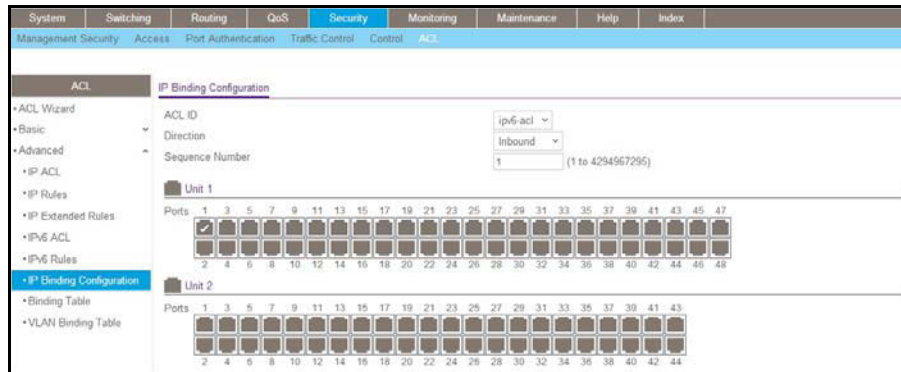 System Switching Routing QoS Security Monitoring Maintenance Help Index
Management Security Access Port Authentication Traffic Control Control ACL
ACL
IP Binding Configuration
• ACL Wizard
• Basic
• Advanced
• IP ACL
• IP Rules
• IP Extended Rules
• IPv6 ACL
• IPv6 Rules
• IP Binding Configuration
• Binding Table
• VLAN Binding Table
ACL ID ipv6-acl
Direction Inbound
Sequence Number 1 (1 to 4294967295)
Unit 1
Ports 1 3 5 7 9 11 13 15 17 19 21 23 25 27 29 31 33 35 37 39 41 43 45 47
2 4 6 8 10 12 14 16 18 20 22 24 26 28 30 32 34 36 38 40 42 44 46 48
Unit 2
Ports 1 3 5 7 9 11 13 15 17 19 21 23 25 27 29 31 33 35 37 39 41 43
2 4 6 8 10 12 14 16 18 20 22 24 26 28 30 32 34 36 38 40 42 44